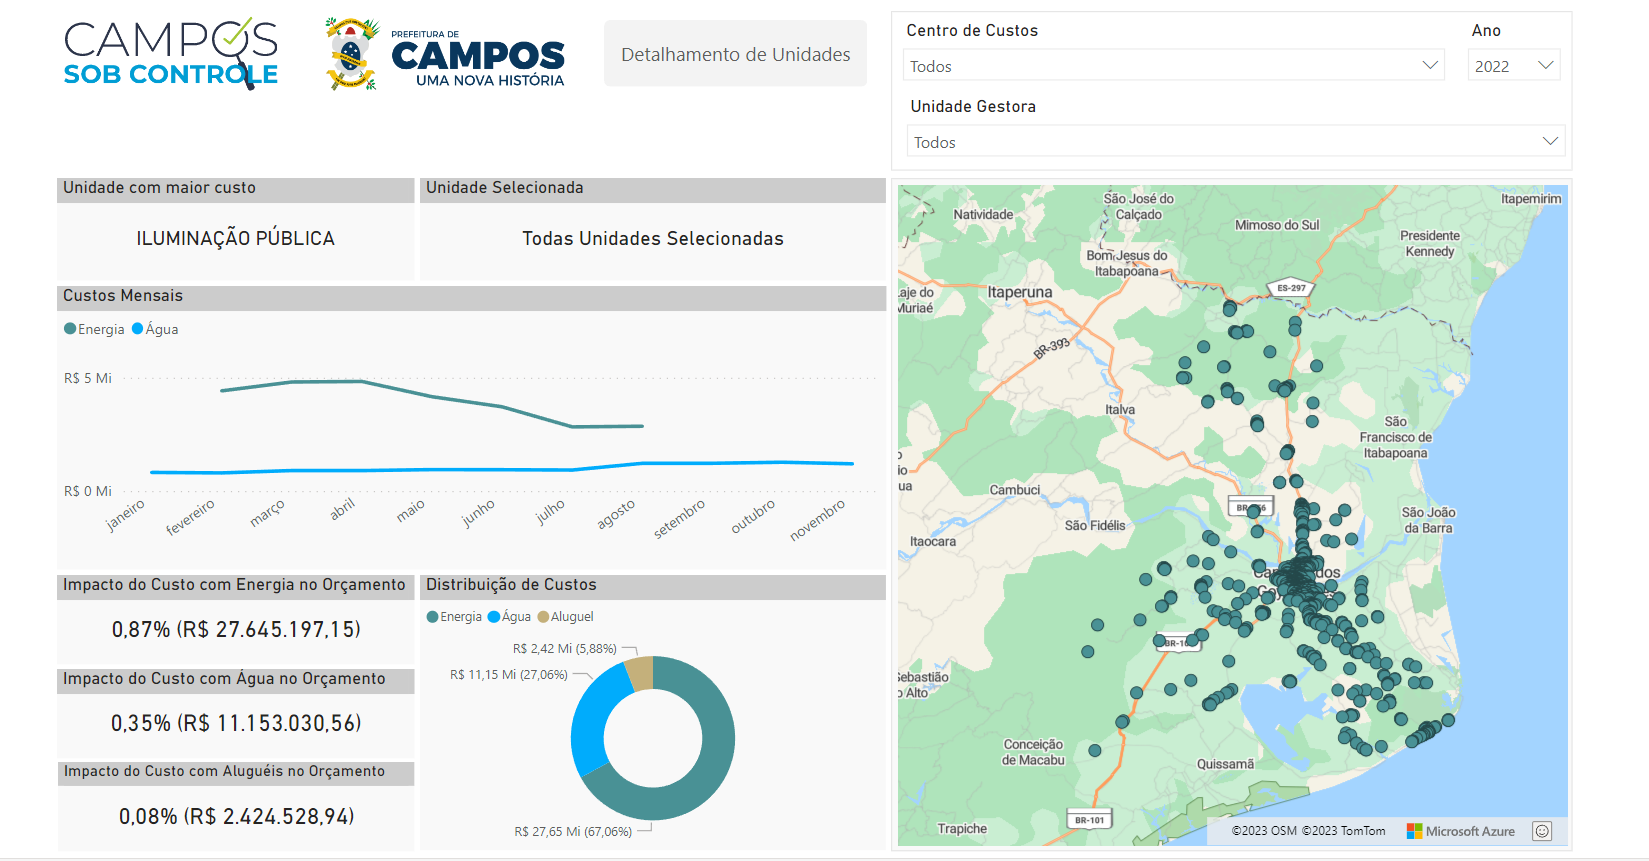 CAMPOS
SOB CONTROLE
PREFEITURA DE
CAMPOS
UMA NOVA HISTÓRIA
Detalhamento de Unidades
Centro de Custos
Todos
Ano
2022
Unidade Gestora
Todos
Unidade com maior custo
ILUMINAÇÃO PÚBLICA
Unidade Selecionada
Todas Unidades Selecionadas
Custos Mensais
Energia Água
R$ 5 Mi
R$ 0 Mi
janeiro
fevereiro
março
abril
maio
junho
julho
agosto
setembro
outubro
novembro
Impacto do Custo com Energia no Orçamento
0,87% (R$ 27.645.197,15)
Impacto do Custo com Água no Orçamento
0,35% (R$ 11.153.030,56)
Impacto do Custo com Aluguéis no Orçamento
0,08% (R$ 2.424.528,94)
Distribuição de Custos
Energia Água Aluguel
R$ 2,42 Mi (5,88%)
R$ 11,15 Mi (27,06%)
R$ 27,65 Mi (67,06%)
Itapemirim
São José do
Calçado
Natividade
Mimoso do Sul
Presidente
Kennedy
Bom Jesus do
Itabapoana
ES-297
aje do
Muriaé
Itaperuna
BR-393
Italva
São
Francisco de
Itabapoana
Cambuci
São Fidélis
São João
da Barra
Itaocara
Sebastião
o Alto
Conceição
de Macabu
Quissamã
BR-101
Trapiche
©2023 OSM ©2023 TomTom
Microsoft Azure